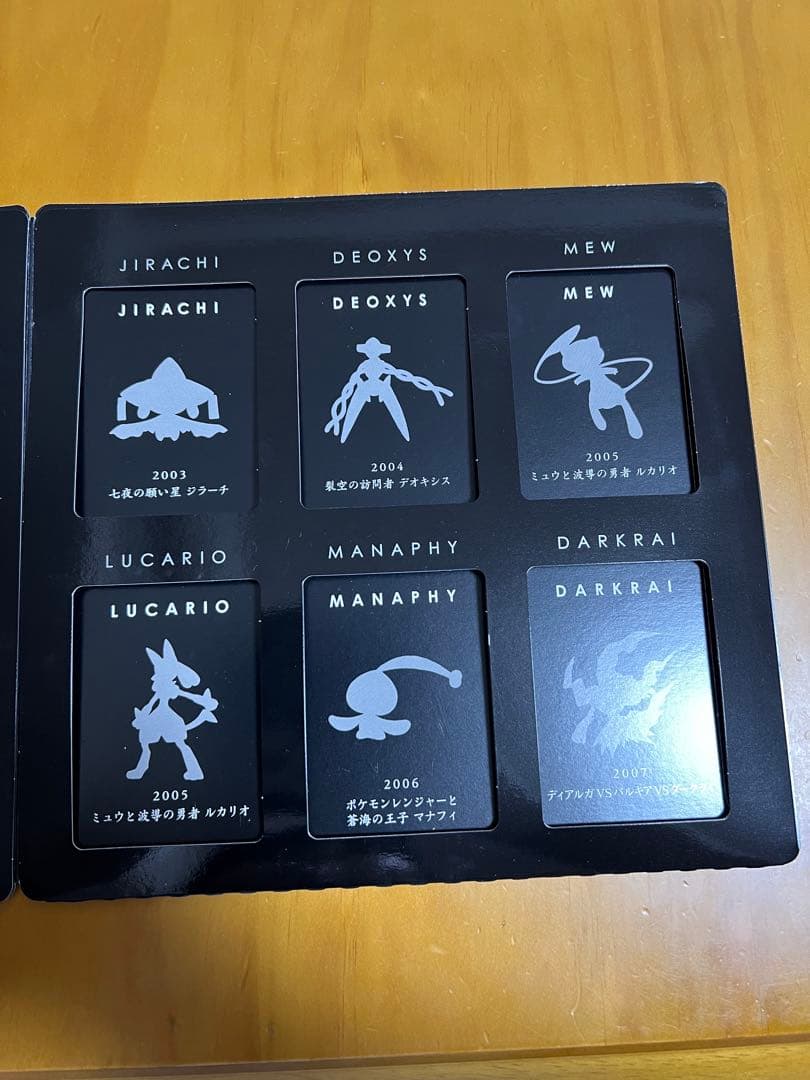 JIRACHI
DEOXYS
MEW
JIRACHI
2003
七夜の願い星 ジラーチ
DEOXYS
2004
裂空の訪問者 デオキシス
MEW
2005
ミュウと波導の勇者 ルカリオ
LUCARIO
MANAPHY
DARKRAI
LUCARIO
2005
ミュウと波導の勇者 ルカリオ
MANAPHY
2006
ポケモンレンジャーと
蒼海の王子 マナフィ
DARKRAI
2007
ディアルガVSパルキアVS